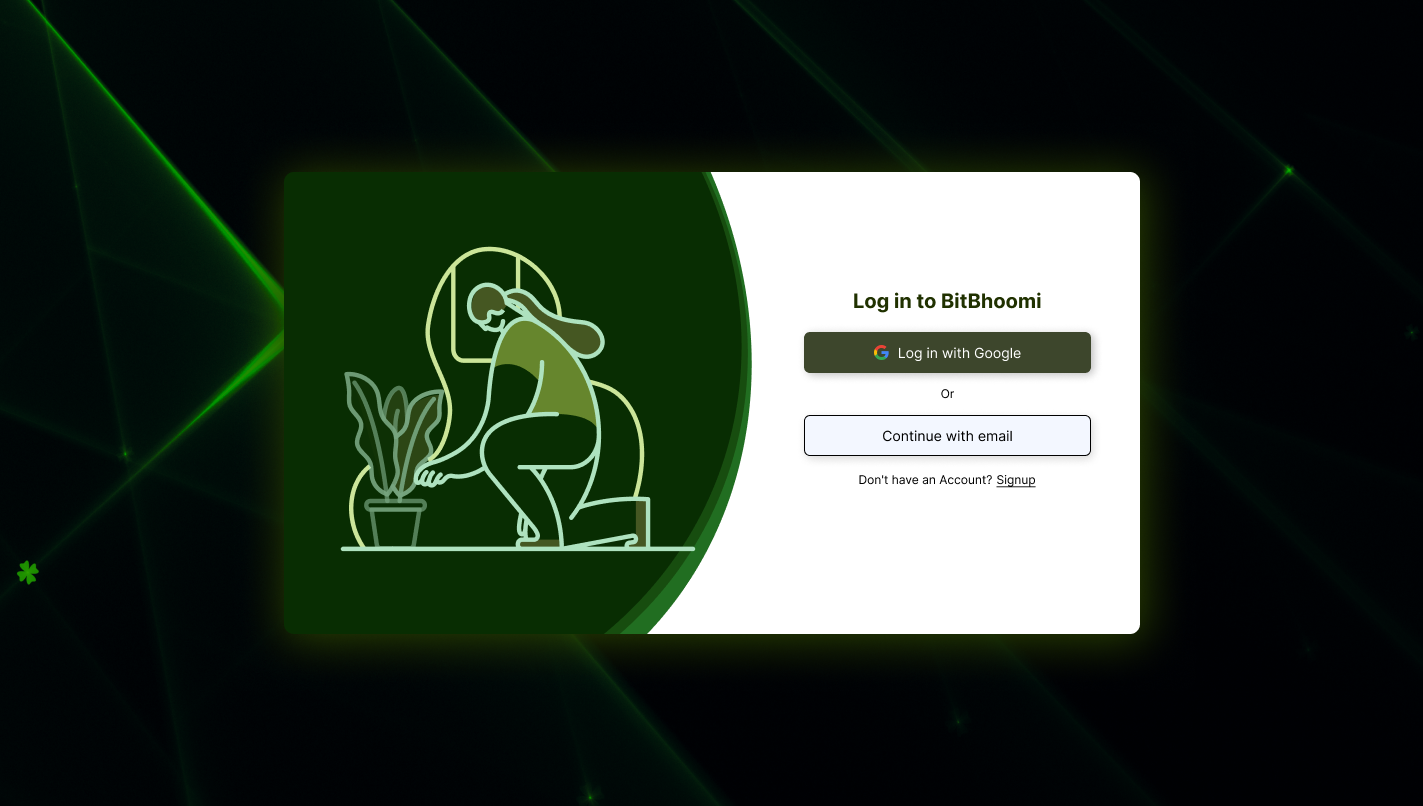 Log in to BitBhoomi
Log in with Google
Or
Continue with email
Don't have an Account? Signup